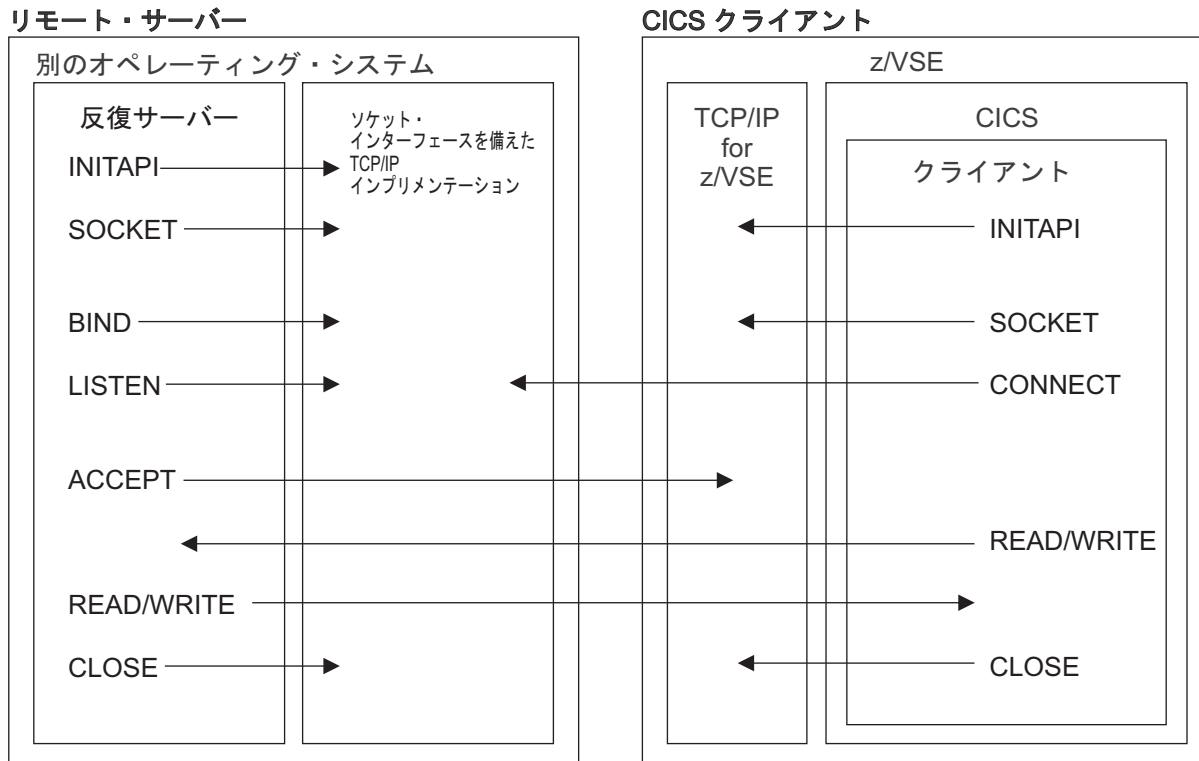 リモート・サーバー
別のオペレーティング・システム
反復サーバー
INITAPI
SOCKET
BIND
LISTEN
ACCEPT
READ/WRITE
CLOSE
ソケット・
インターフェースを備えた
TCP/IP
インプリメンテーション
CICS クライアント
z/VSE
TCP/IP
for
z/VSE
CICS
クライアント
INITAPI
SOCKET
CONNECT
READ/WRITE
CLOSE